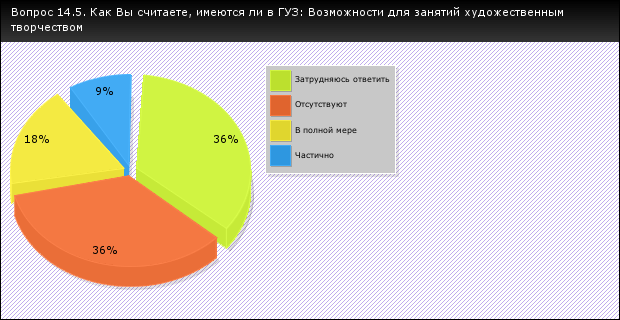 Вопрос 14.5. Как Вы считаете, имеются ли в ГУЗ: Возможности для занятий художественным
творчеством
9%
Затрудняюсь ответить
Отсутствуют
В полной мере
Частично
18%
36%
36%